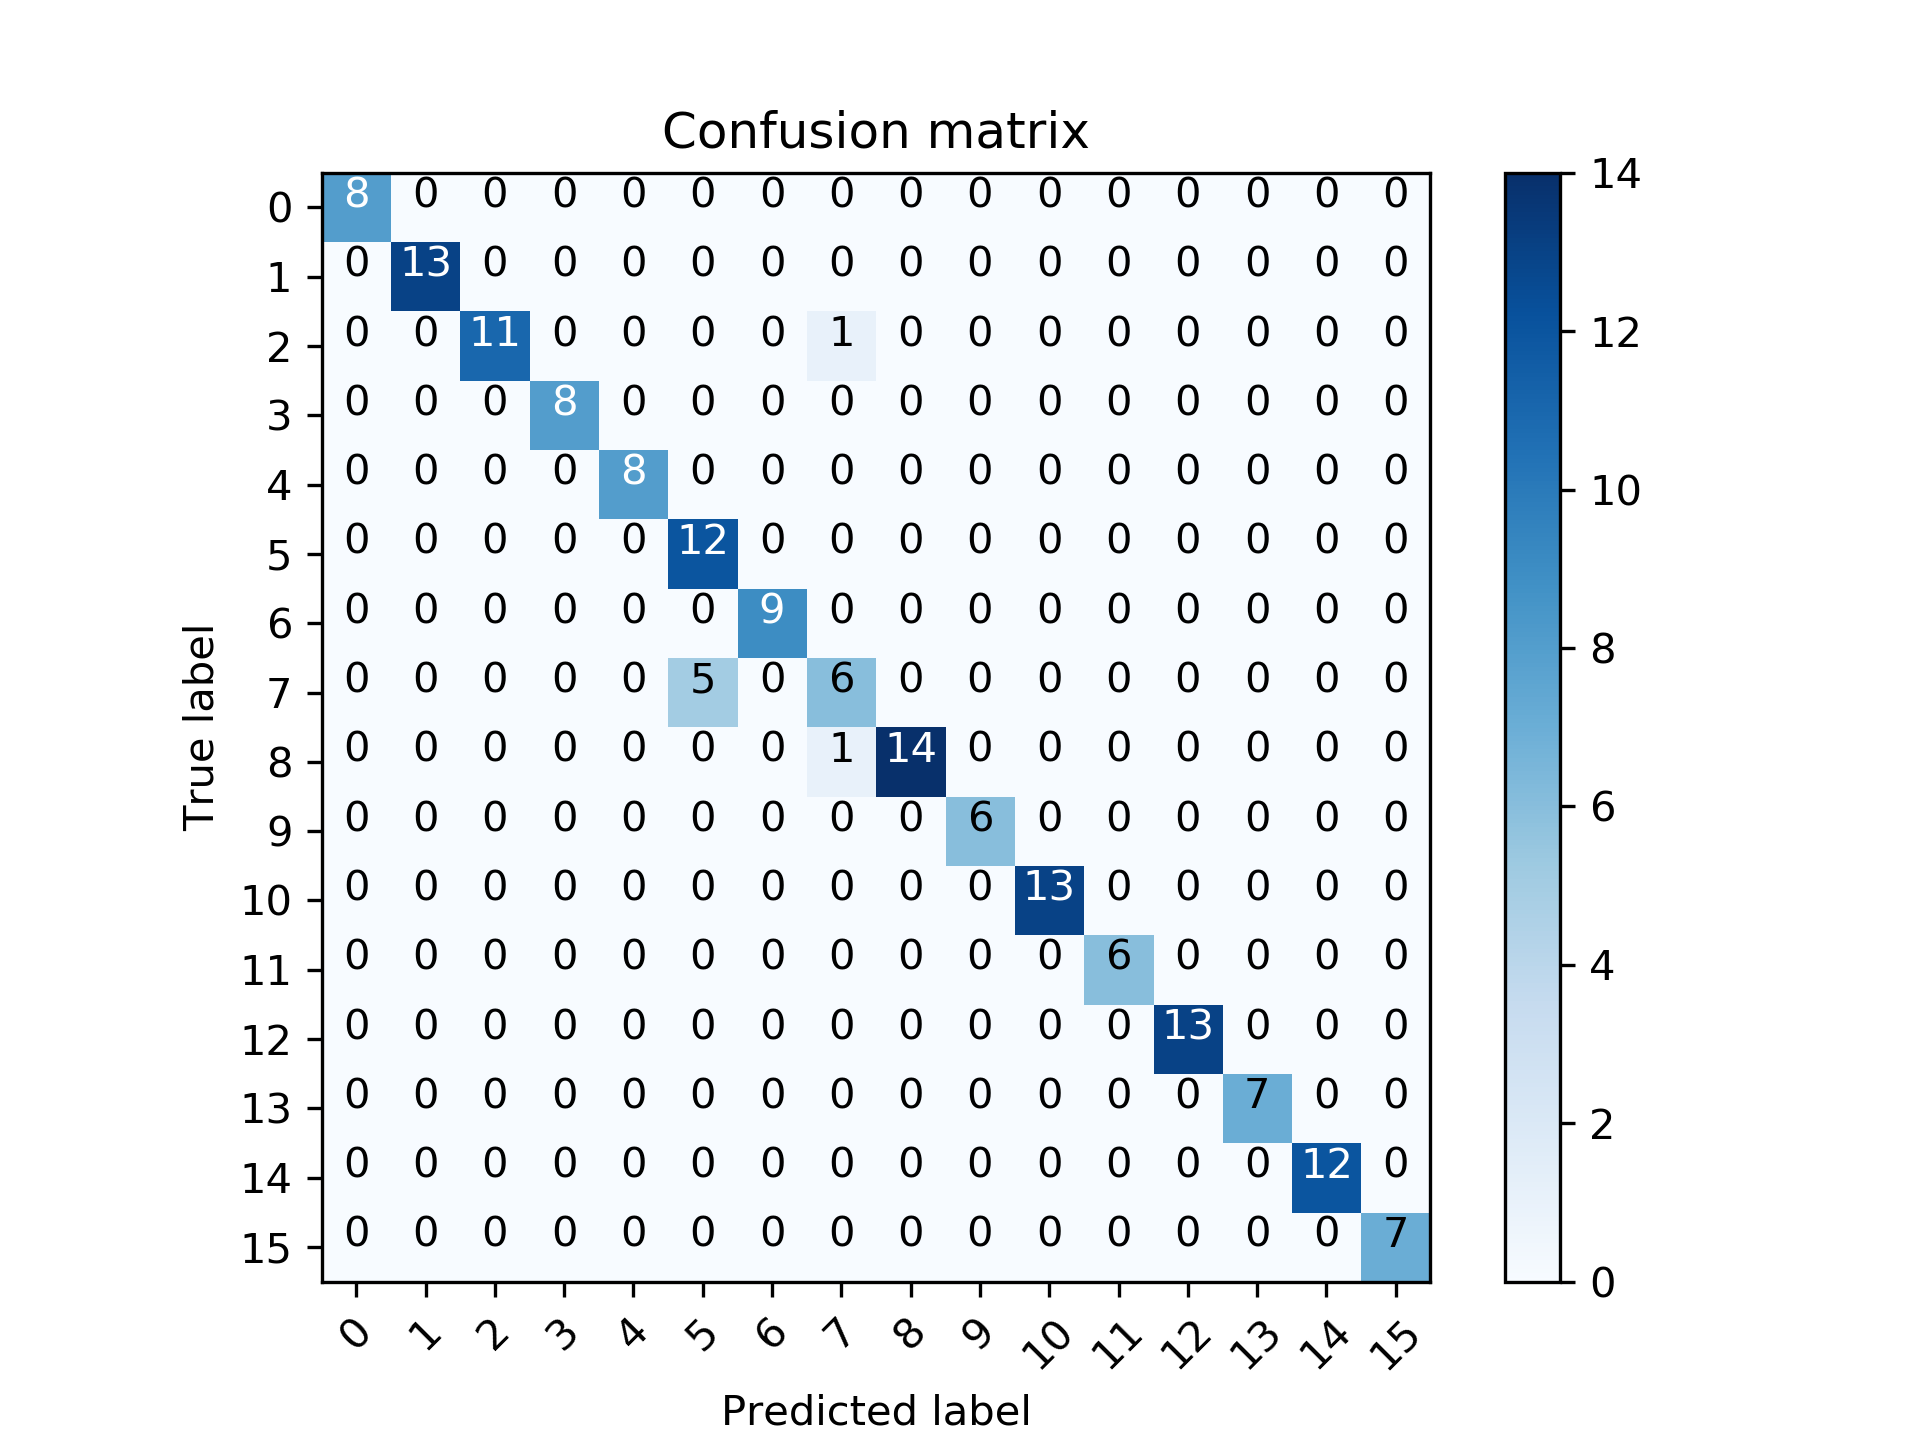 Confusion matrix
0 8 0 0 0 0 0 0 0 0 0 0 0 0 0 0 0
1 0 13 0 0 0 0 0 0 0 0 0 0 0 0 0 0
2 0 0 11 0 0 0 0 1 0 0 0 0 0 0 0 0
3 0 0 0 8 0 0 0 0 0 0 0 0 0 0 0 0
4 0 0 0 0 8 0 0 0 0 0 0 0 0 0 0 0
5 0 0 0 0 0 12 0 0 0 0 0 0 0 0 0 0
6 0 0 0 0 0 0 9 0 0 0 0 0 0 0 0 0
7 0 0 0 0 0 5 0 6 0 0 0 0 0 0 0 0
8 0 0 0 0 0 0 0 1 14 0 0 0 0 0 0 0
9 0 0 0 0 0 0 0 0 0 6 0 0 0 0 0 0
10 0 0 0 0 0 0 0 0 0 0 13 0 0 0 0 0
11 0 0 0 0 0 0 0 0 0 0 0 6 0 0 0 0
12 0 0 0 0 0 0 0 0 0 0 0 0 13 0 0 0
13 0 0 0 0 0 0 0 0 0 0 0 0 0 7 0 0
14 0 0 0 0 0 0 0 0 0 0 0 0 0 0 12 0
15 0 0 0 0 0 0 0 0 0 0 0 0 0 0 0 7
0 1 2 3 4 5 6 7 8 9 10 11 12 13 14 15
Predicted label
True label
14
12
10
8
6
4
2
0